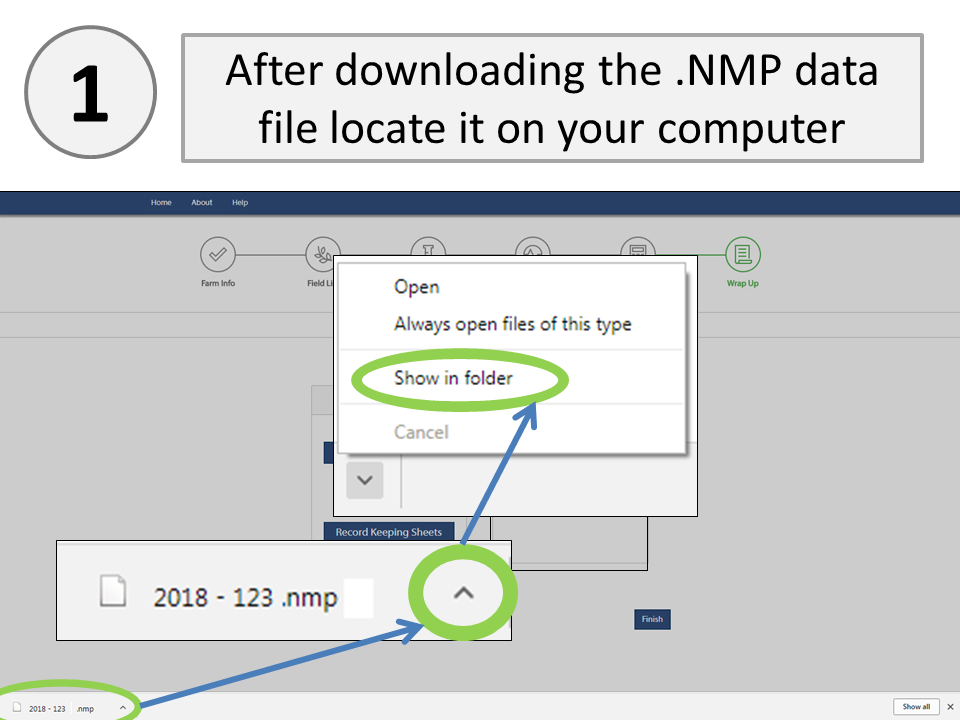 1
After downloading the .NMP data
file locate it on your computer
Home About Help
Farm Info
Field Li
Wrap Up
Open
Always open files of this type
Show in folder
Cancel
Record Keeping Sheets
2018 - 123 .nmp
Finish
2018 - 123 .nmp
Show all